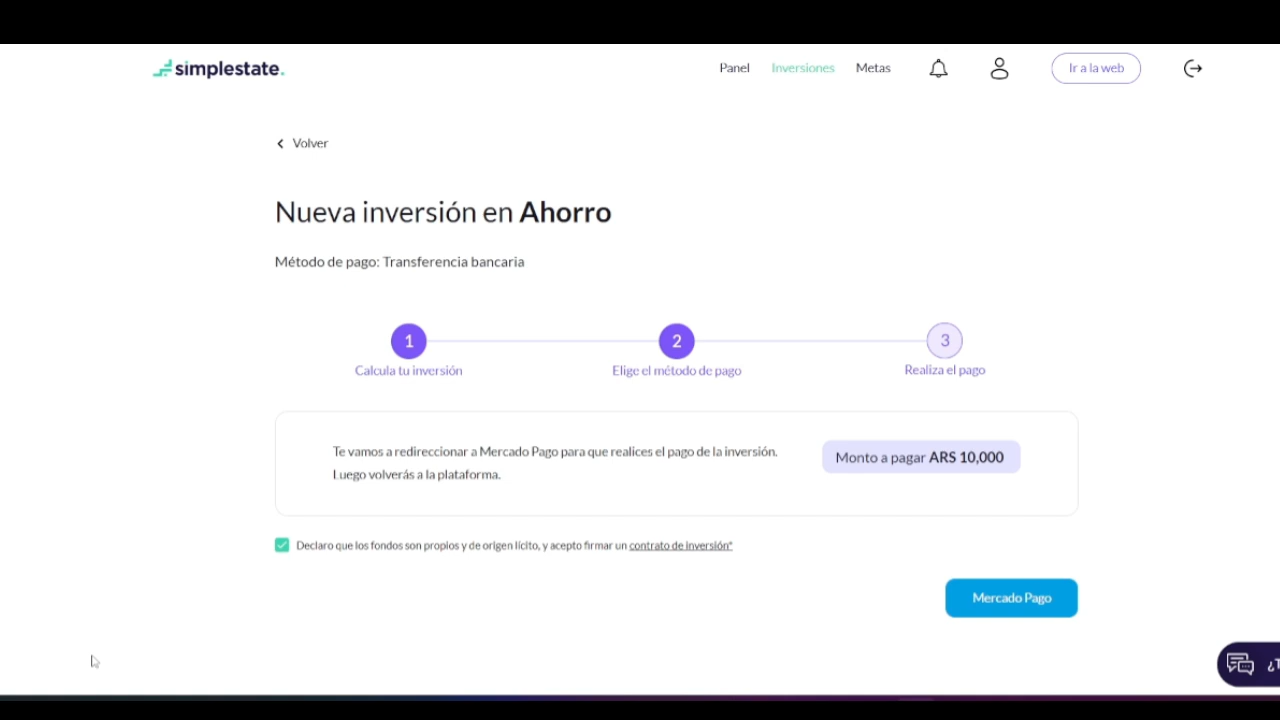 simplestate.
Panel
Inversiones
Metas
Ir a la web
Volver
Nueva inversión en Ahorro
Método de pago: Transferencia bancaria
1
2
3
Calcula tu inversión
Elige el método de pago
Realiza el pago
Te vamos a redireccionar a Mercado Pago para que realices el pago de la inversión.
Luego volverás a la plataforma.
Monto a pagar ARS 10,000
Declaro que los fondos son propios y de origen lícito, y acepto firmar un contrato de inversión*
Mercado Pago